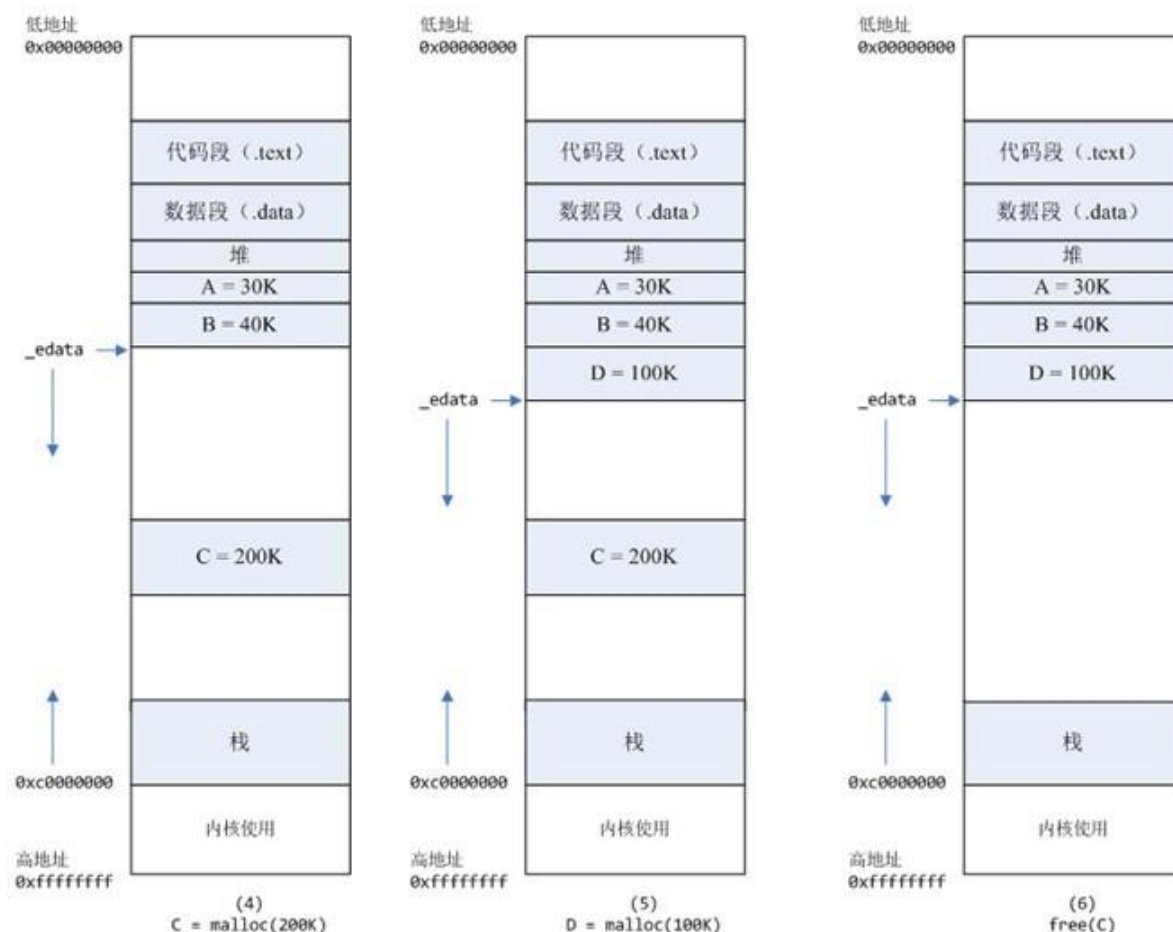 低地址
0x00000000
代码段（.text）
数据段（.data）
堆
A = 30K
B = 40K
_edata
C = 200K
栈
0xc0000000
内核使用
高地址
0xffffffff
(4)
C = malloc(200K)
低地址
0x00000000
代码段（.text）
数据段（.data）
堆
A = 30K
B = 40K
D = 100K
_edata
C = 200K
栈
0xc0000000
内核使用
高地址
0xffffffff
(5)
D = malloc(100K)
低地址
0x00000000
代码段（.text）
数据段（.data）
堆
A = 30K
B = 40K
D = 100K
_edata
栈
0xc0000000
内核使用
高地址
0xffffffff
(6)
free(C)